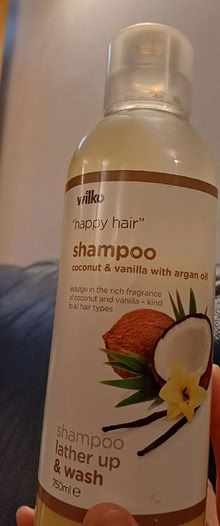 wilko
"happy hair"
shampoo
coconut & vanilla with argan oil
indulge in the rich fragrance
of coconut and vanilla - kind
to all hair types
shampoo
lather up
& wash
750ml e